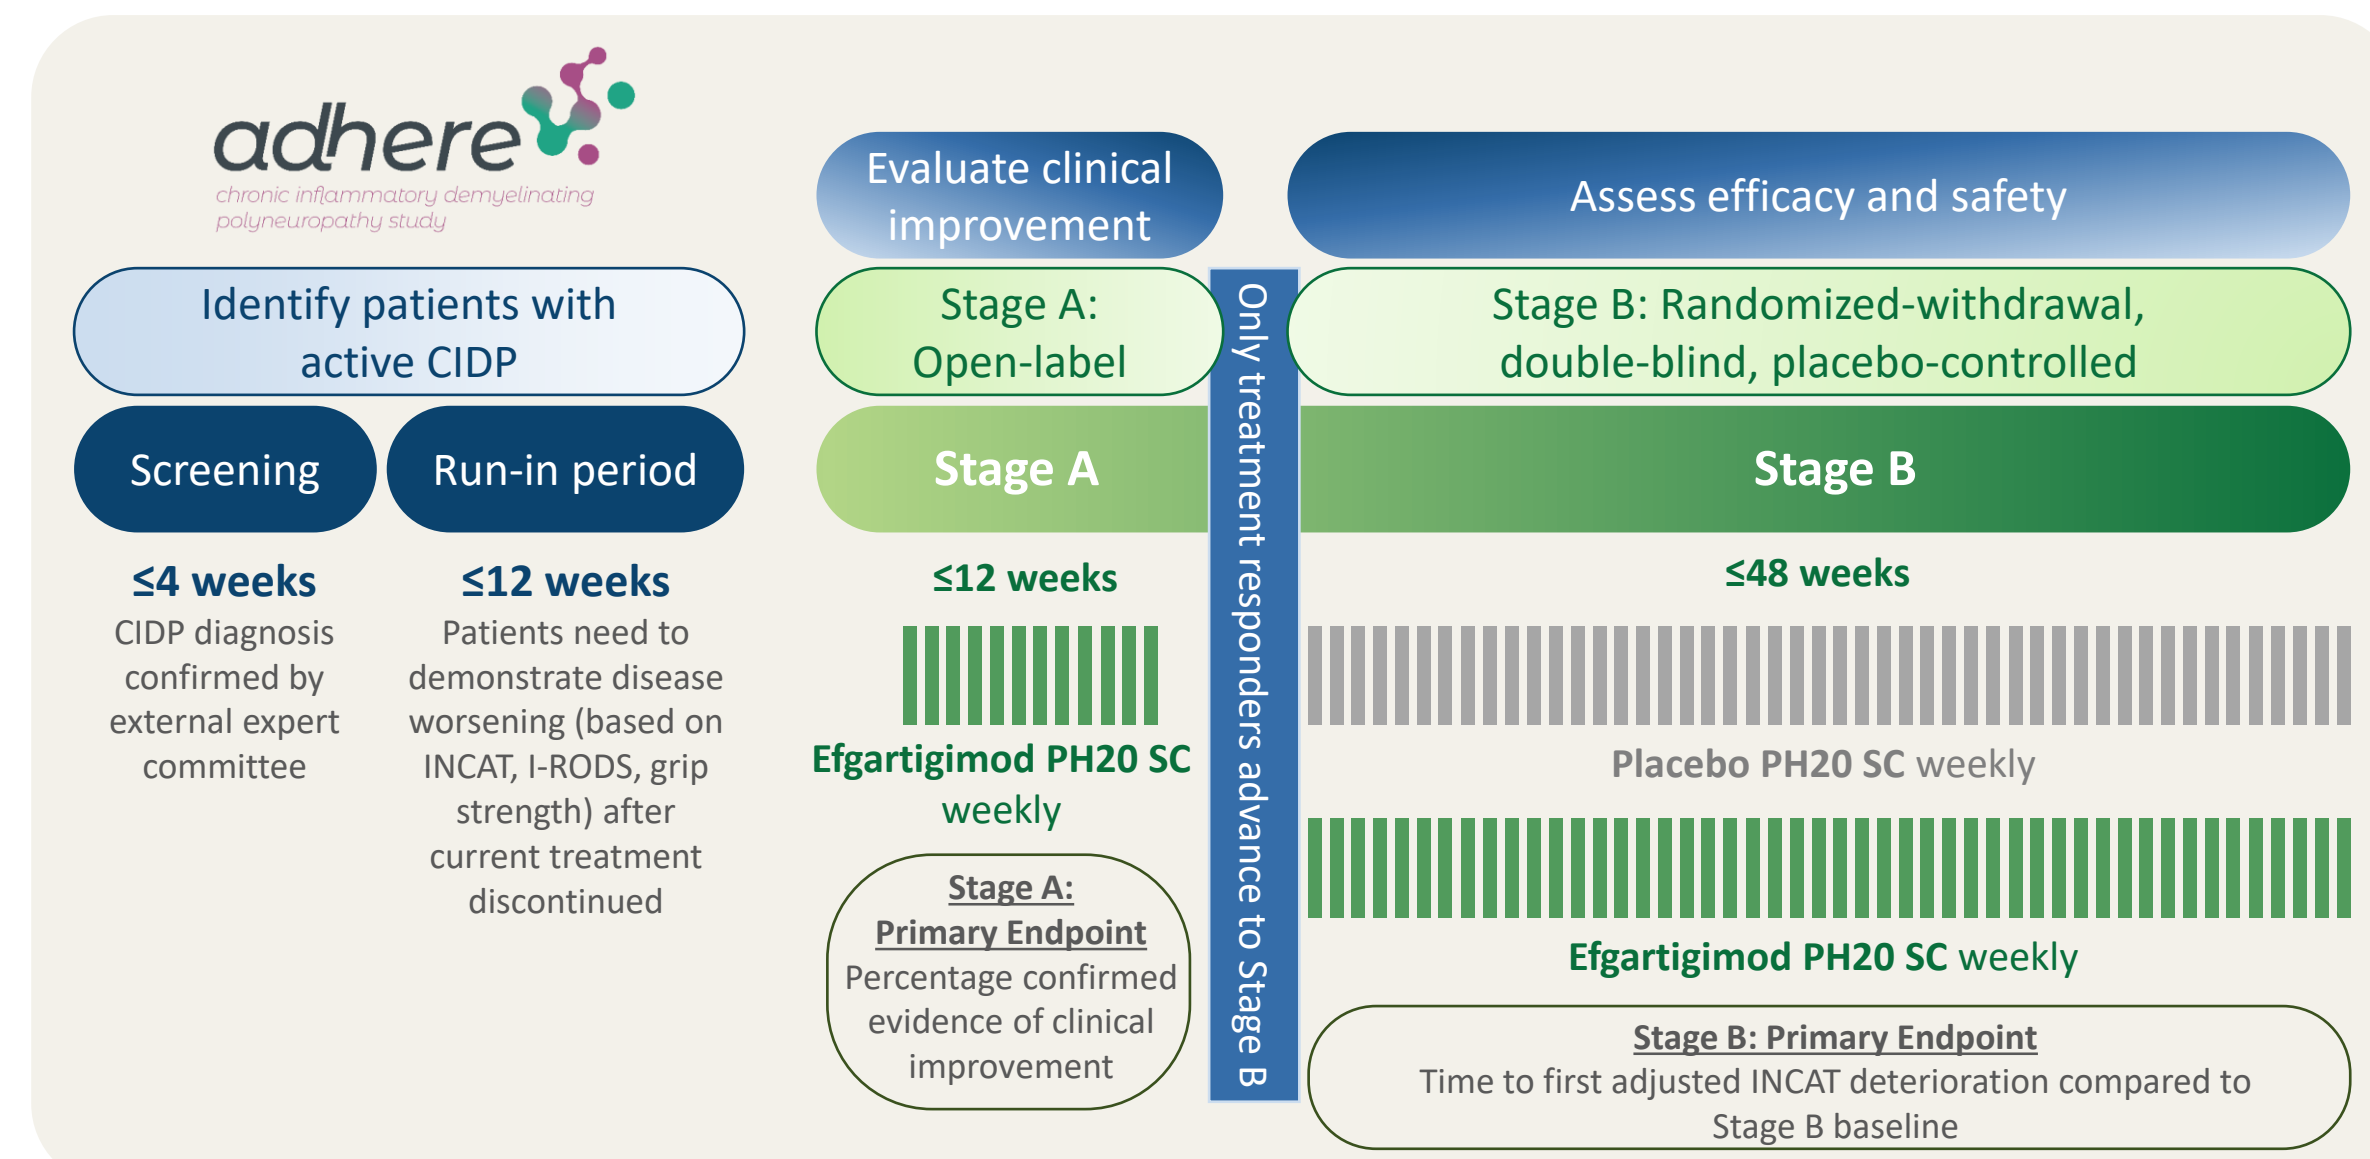 adhere
chronic inflammatory demyelinating
polyneuropathy study
Identify patients with
active CIDP
Screening
≤4 weeks
CIDP diagnosis
confirmed by
external expert
committee
Run-in period
≤12 weeks
Patients need to
demonstrate disease
worsening (based on
INCAT, I-RODS, grip
strength) after
current treatment
discontinued
Evaluate clinical
improvement
Stage A:
Open-label
Stage A
≤12 weeks
Efgartigimod PH20 SC
weekly
Stage A:
Primary Endpoint
Percentage confirmed
evidence of clinical
improvement
Only treatment responders advance to Stage B
Assess efficacy and safety
Stage B: Randomized-withdrawal,
double-blind, placebo-controlled
Stage B
≤48 weeks
Placebo PH20 SC weekly
Efgartigimod PH20 SC weekly
Stage B: Primary Endpoint
Time to first adjusted INCAT deterioration compared to
Stage B baseline